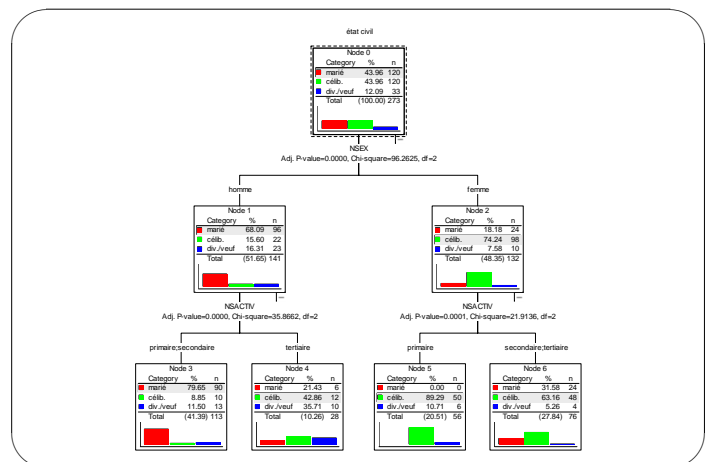 état civil
Node 0
Category % n
marié 43.96 120
célib. 43.96 120
div./veuf 12.09 33
Total (100.00) 273
NSEX
Adj. P-value=0.0000, Chi-square=96.2625, df=2
homme
femme
Node 1
Category % n
marié 68.09 96
célib. 15.60 22
div./veuf 16.31 23
Total (51.65) 141
Node 2
Category % n
marié 18.18 24
célib. 74.24 98
div./veuf 7.58 10
Total (48.35) 132
NSACTIV
Adj. P-value=0.0000, Chi-square=35.8662, df=2
NSACTIV
Adj. P-value=0.0001, Chi-square=21.9136, df=2
primaire;secondaire
tertiaire
primaire
secondaire;tertiaire
Node 3
Category % n
marié 79.65 90
célib. 8.85 10
div./veuf 11.50 13
Total (41.39) 113
Node 4
Category % n
marié 21.43 6
célib. 42.86 12
div./veuf 35.71 10
Total (10.26) 28
Node 5
Category % n
marié 0.00 0
célib. 89.29 50
div./veuf 10.71 6
Total (20.51) 56
Node 6
Category % n
marié 31.58 24
célib. 63.16 48
div./veuf 5.26 4
Total (27.84) 76